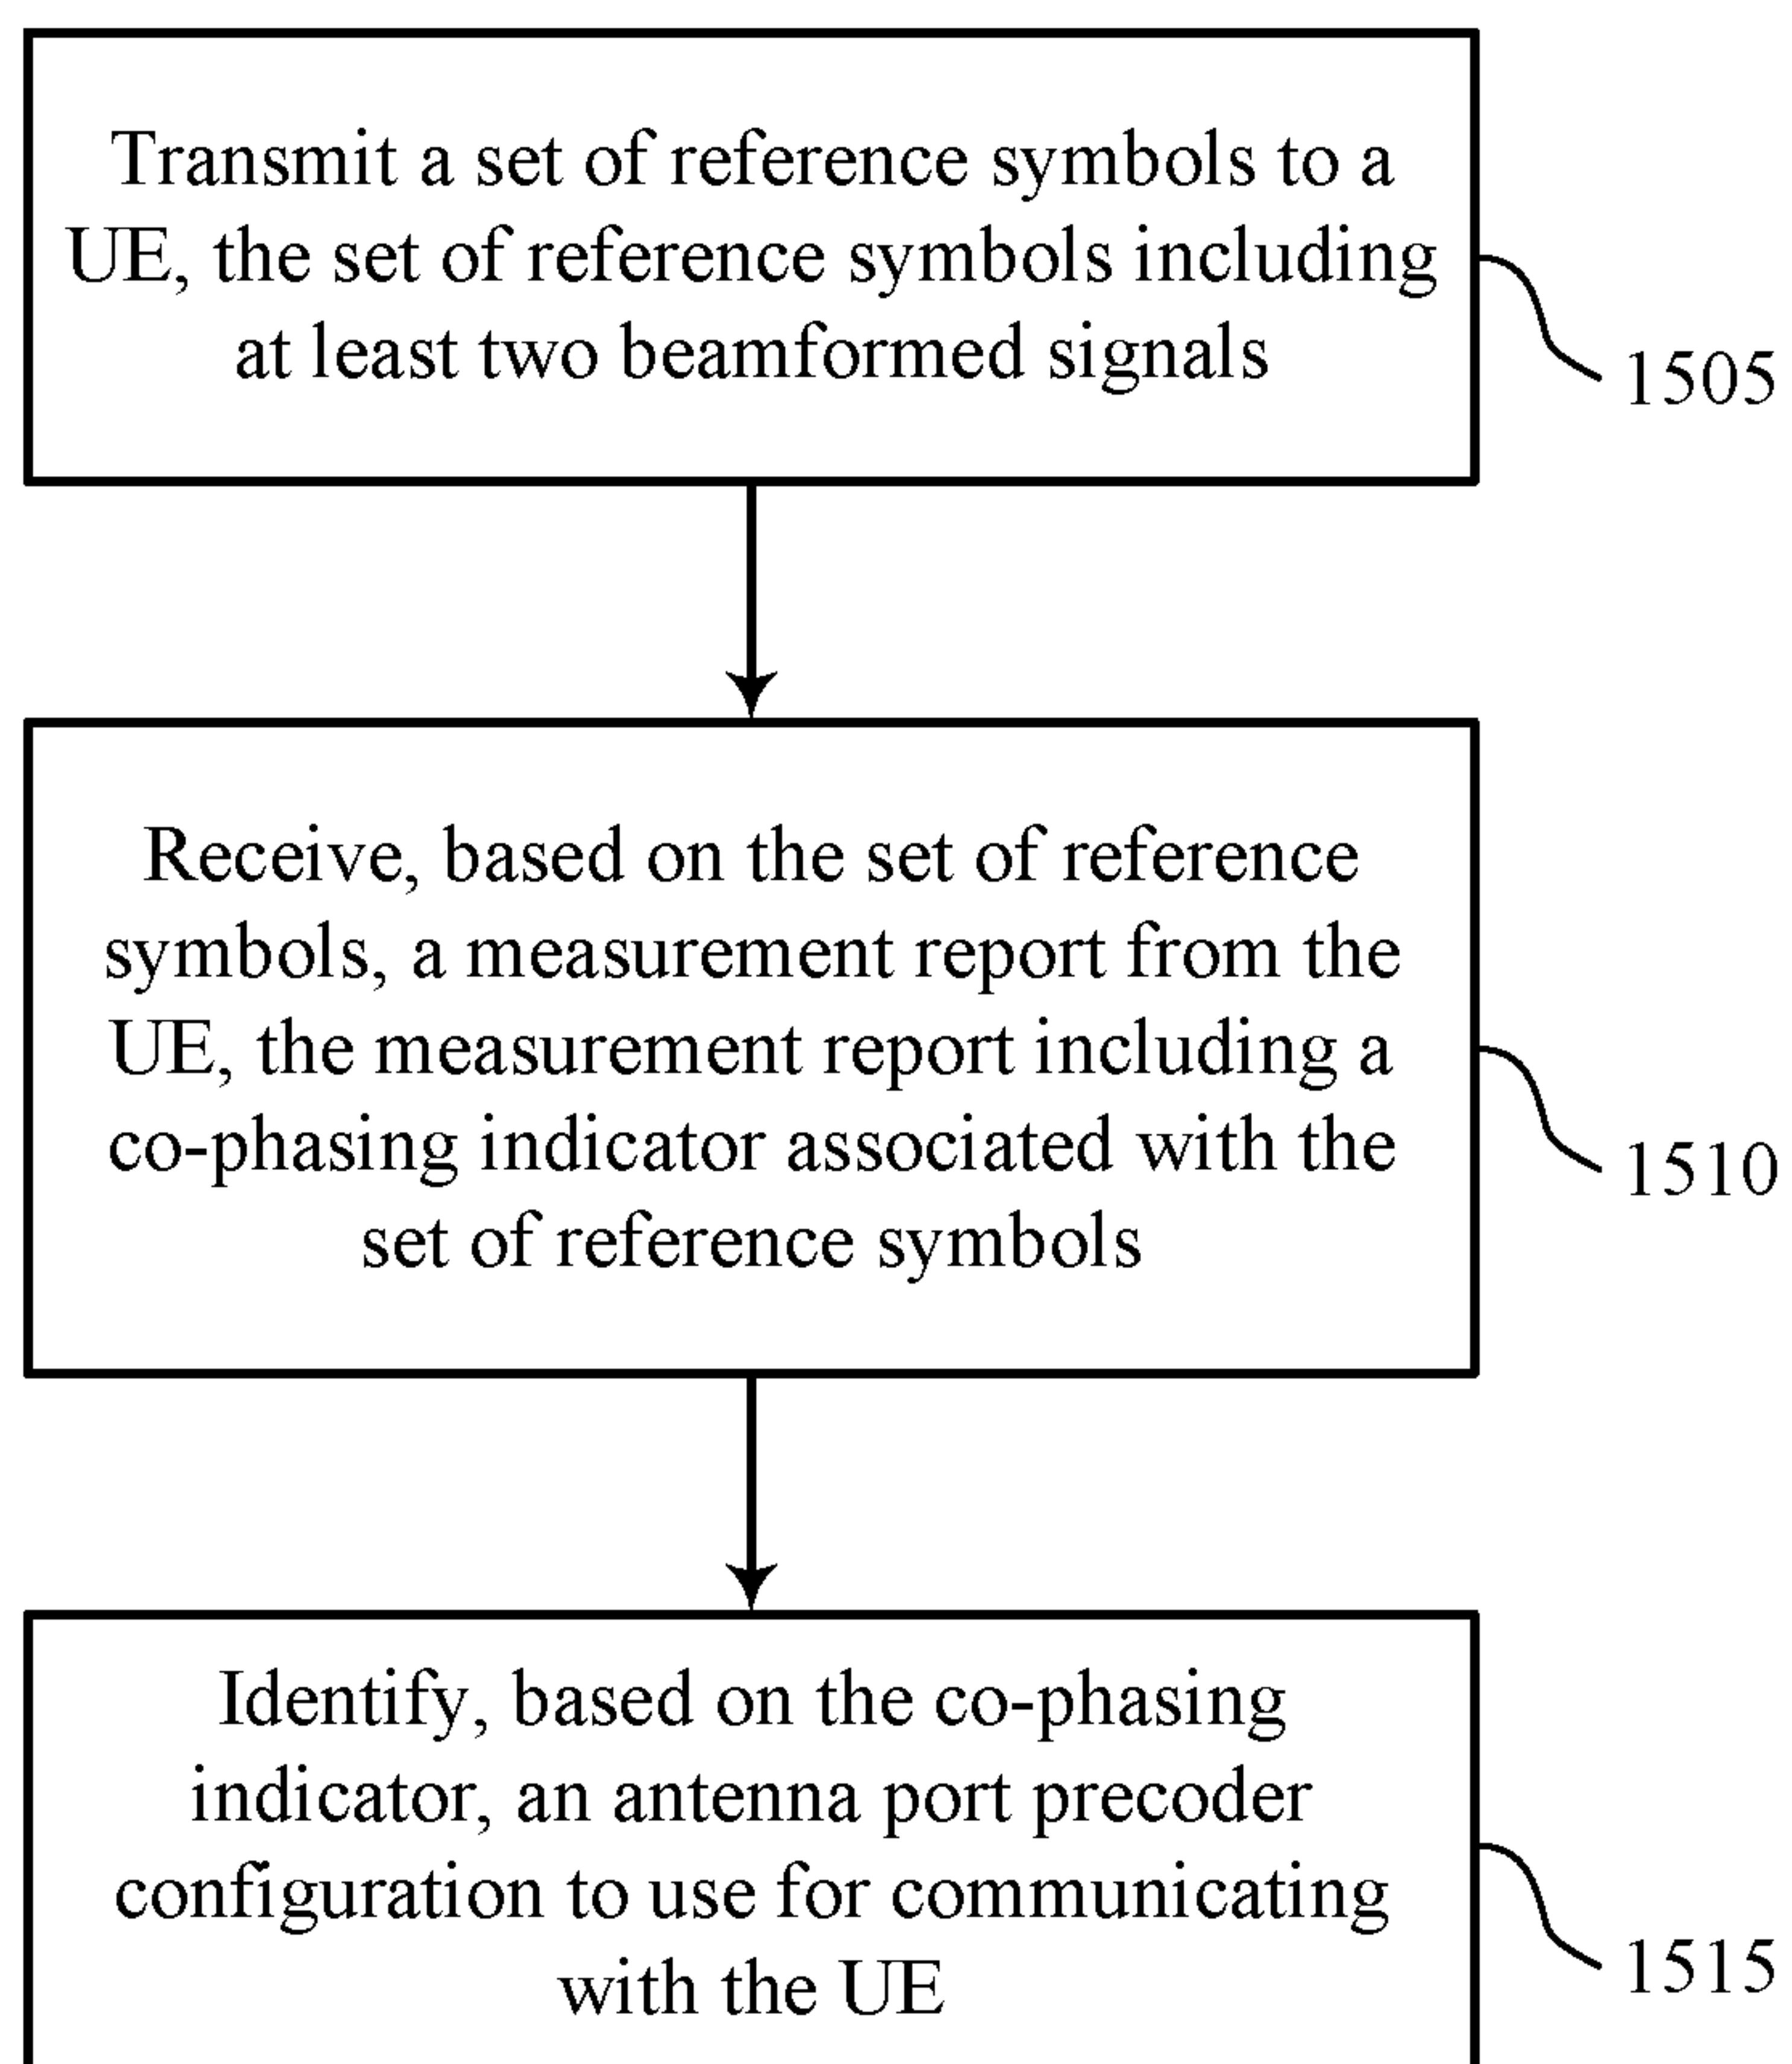 Transmit a set of reference symbols to a
UE, the set of reference symbols including
at least two beamformed signals
1505
Receive, based on the set of reference
symbols, a measurement report from the
UE, the measurement report including a
co-phasing indicator associated with the
set of reference symbols
1510
Identify, based on the co-phasing
indicator, an antenna port precoder
configuration to use for communicating
with the UE
1515